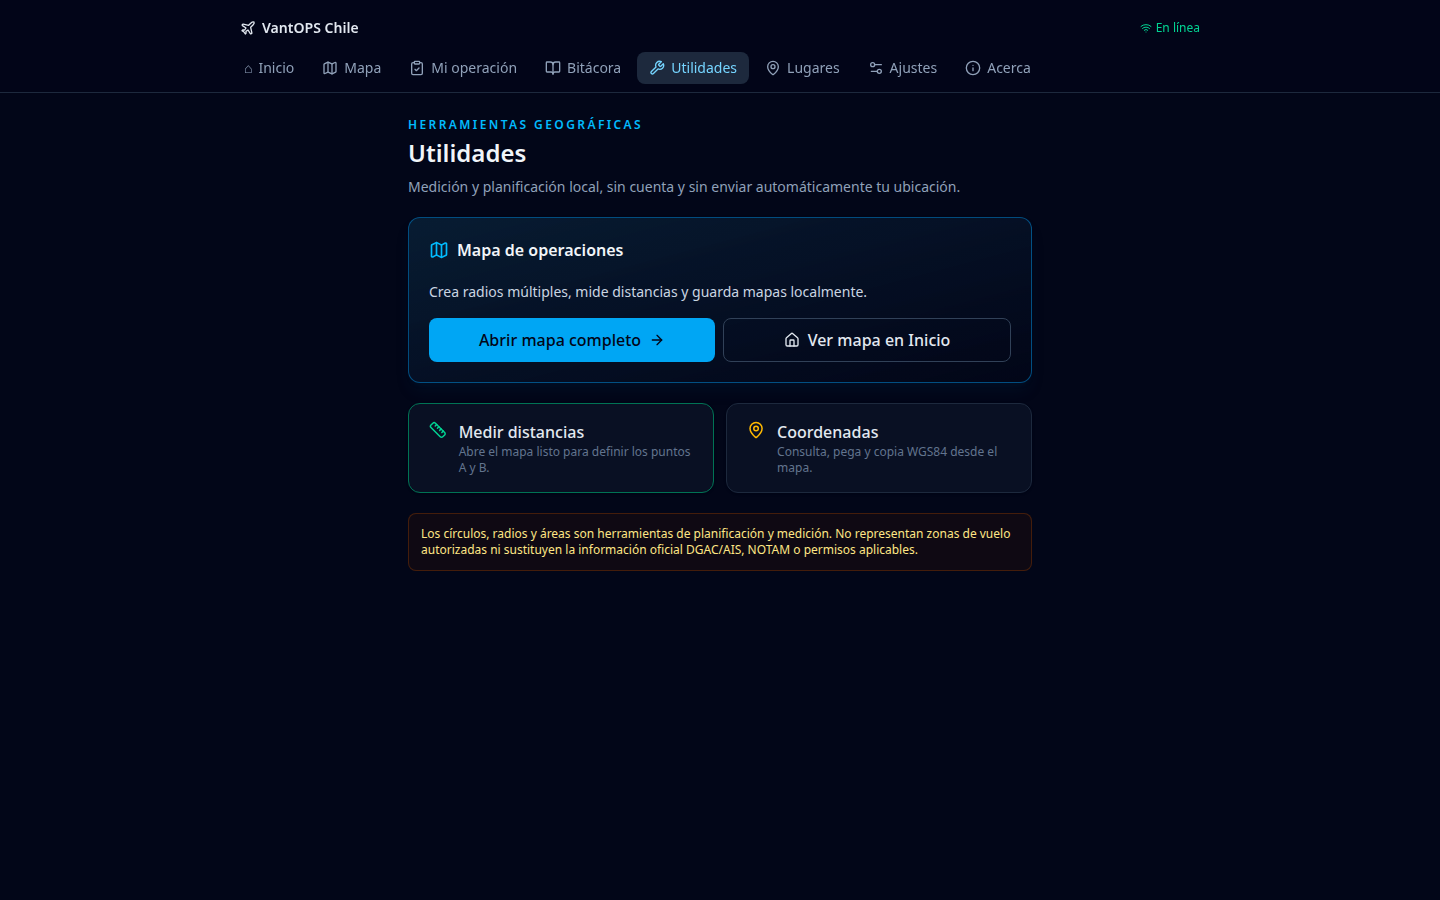 VantOPS Chile
En línea
Inicio
Mapa
Mi operación
Bitácora
Utilidades
Lugares
Ajustes
Acerca
HERRAMIENTAS GEOGRÁFICAS
Utilidades
Medición y planificación local, sin cuenta y sin enviar automáticamente tu ubicación.
Mapa de operaciones
Crea radios múltiples, mide distancias y guarda mapas localmente.
Abrir mapa completo →
Ver mapa en Inicio
Medir distancias
Abre el mapa listo para definir los puntos
A y B.
Coordenadas
Consulta, pega y copia WGS84 desde el
mapa.
Los círculos, radios y áreas son herramientas de planificación y medición. No representan zonas de vuelo
autorizadas ni sustituyen la información oficial DGAC/AIS, NOTAM o permisos aplicables.